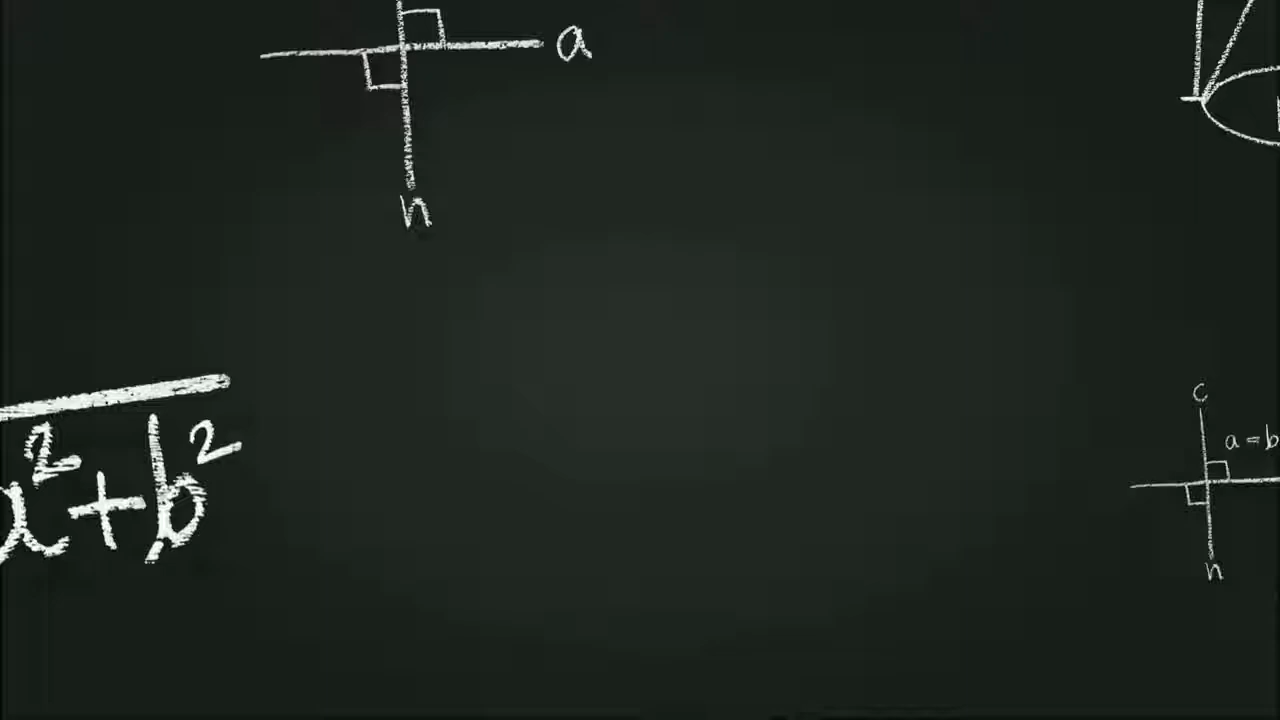 a
n
c
a = b
a² + b²
n